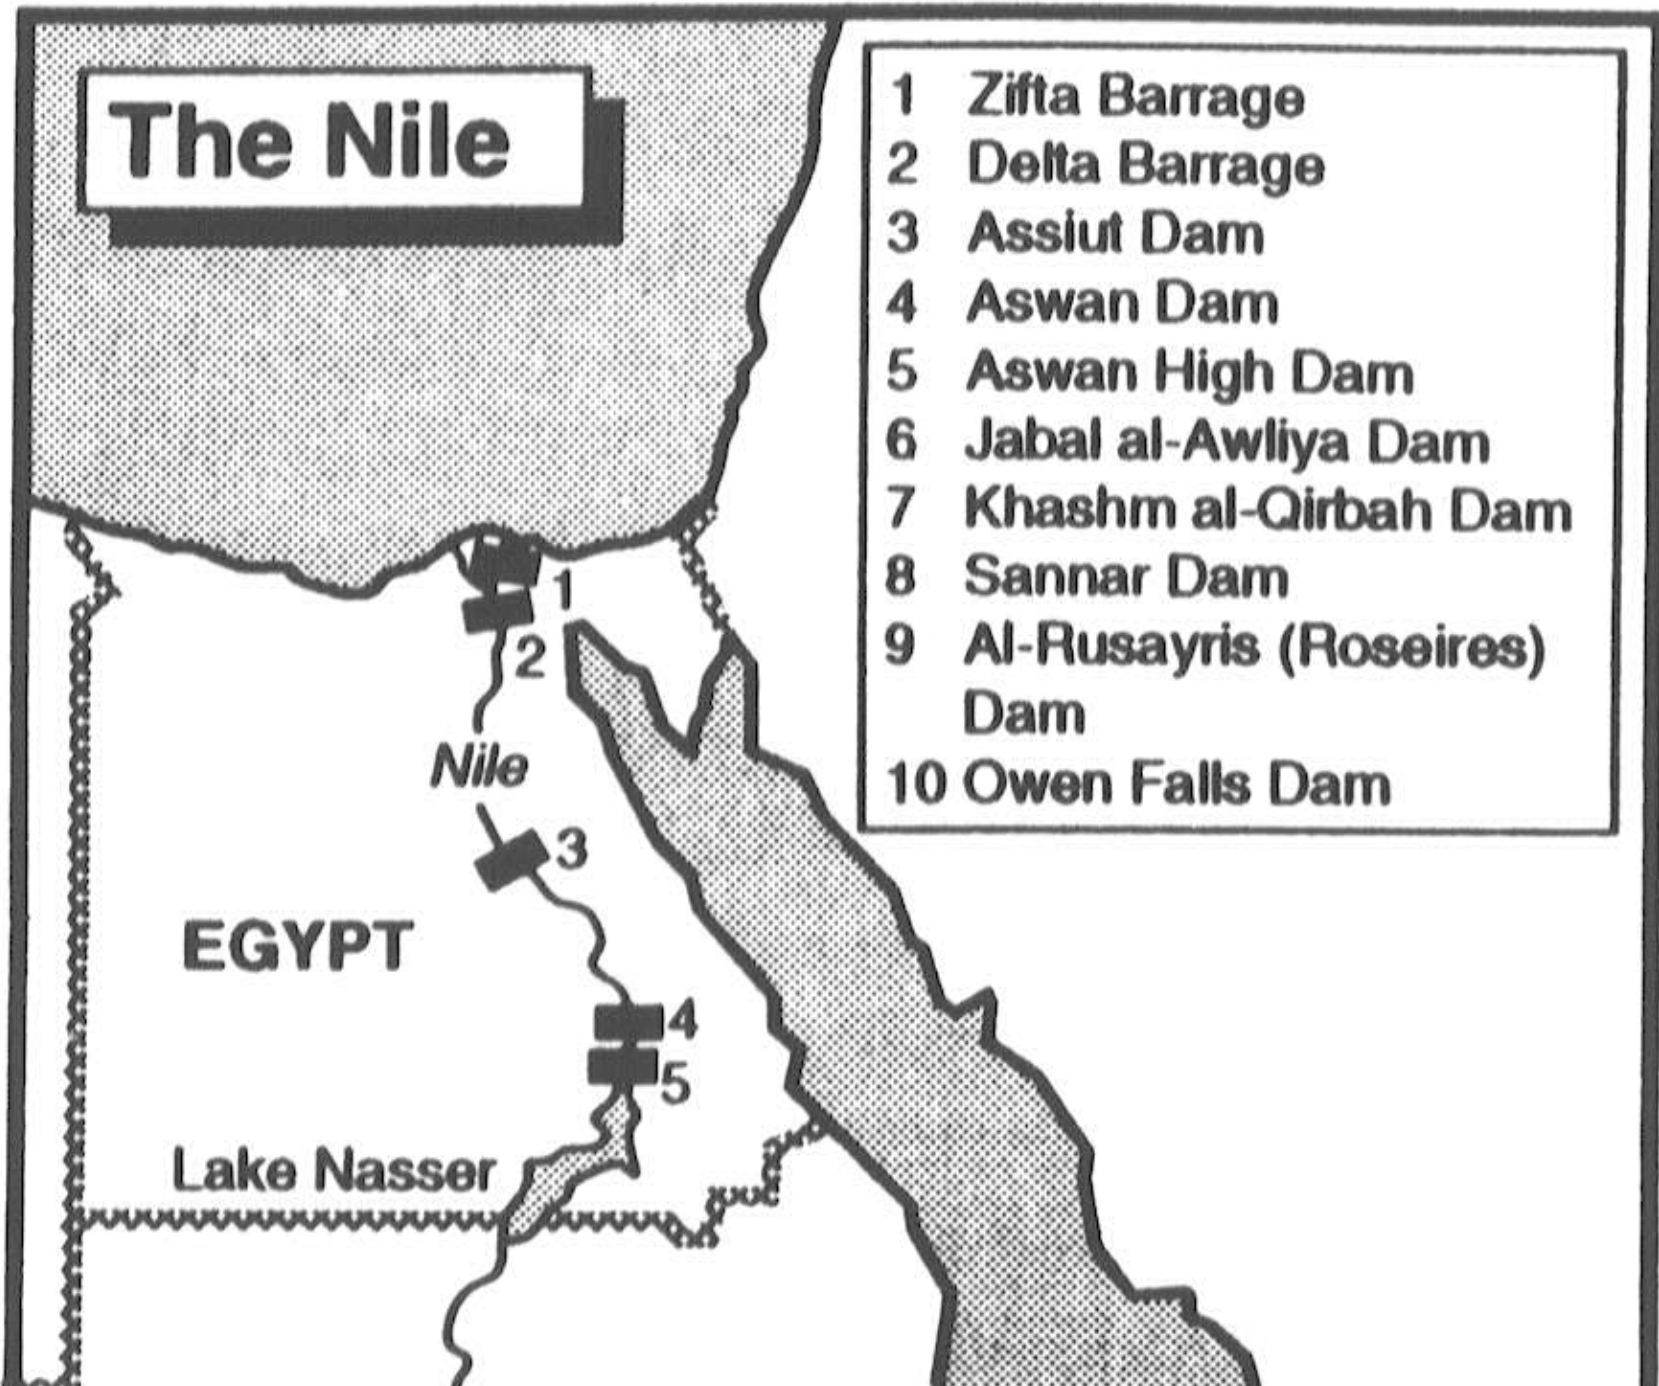 The Nile
1 Zifta Barrage
2 Delta Barrage
3 Assiut Dam
4 Aswan Dam
5 Aswan High Dam
6 Jabal al-Awliya Dam
7 Khashm al-Qirbah Dam
8 Sannar Dam
9 Al-Rusayris (Roseires)
Dam
10 Owen Falls Dam
1
2
Nile
3
EGYPT
4
5
Lake Nasser